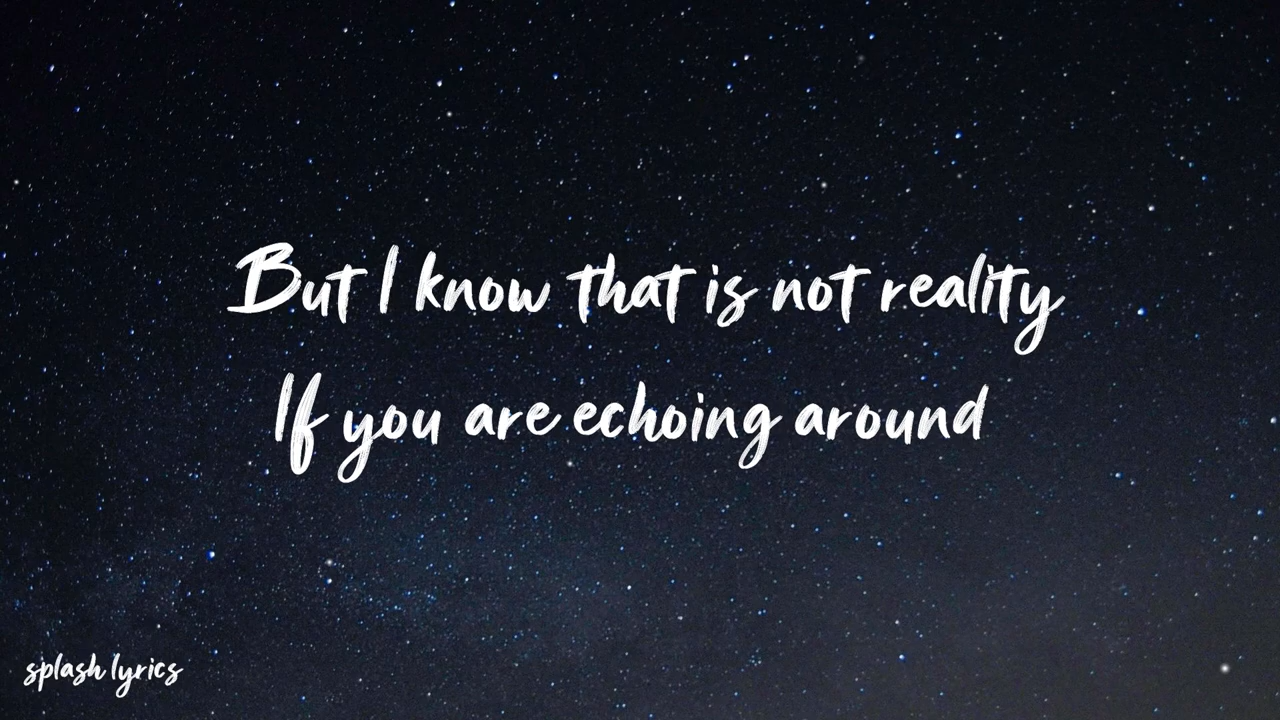 But I know that is not reality
If you are echoing around
splash lyrics